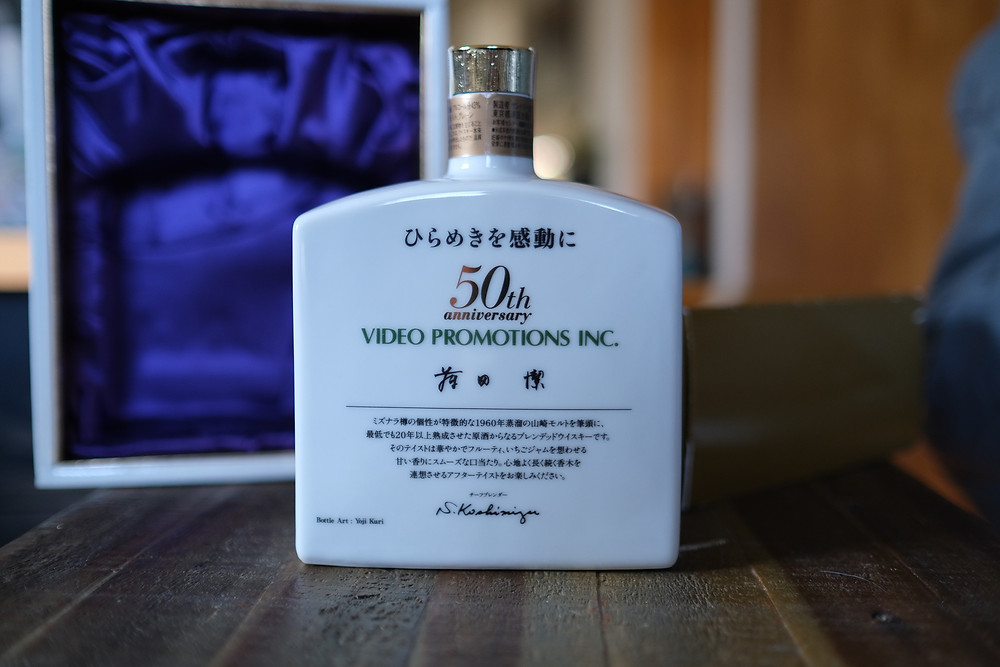 ひらめきを感動に
50th
anniversary
VIDEO PROMOTIONS INC.
ミズナラ樽の個性が特徴的な1960年蒸溜の山崎モルトを筆頭に、
最低でも20年以上熟成させた原酒からなるブレンデッドウイスキーです。
そのテイストは華やかでフルーティ、いちごジャムを想わせる
甘い香りにスムーズな口当たり。心地よく長く続く香木を
連想させるアフターテイストをお楽しみください。
チーフブレンダー
S. Koshimizu
Bottle Art : Yoji Kuri